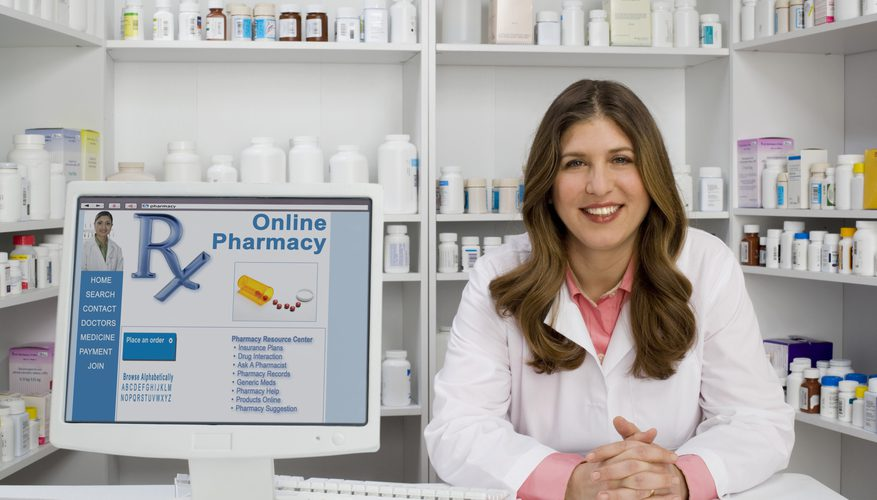 pharmacy
Rx
Online
Pharmacy
HOME
SEARCH
CONTACT
DOCTORS
MEDICINE
PAYMENT
JOIN
Place an order
Browse Alphabetically
ABCDEFGHIJKLM
NOPQRSTUVWXYZ
Pharmacy Resource Center
• Insurance Plans
• Drug Interaction
• Ask A Pharmacist
• Pharmacy Records
• Generic Meds
• Pharmacy Help
• Products Online
• Pharmacy Suggestion